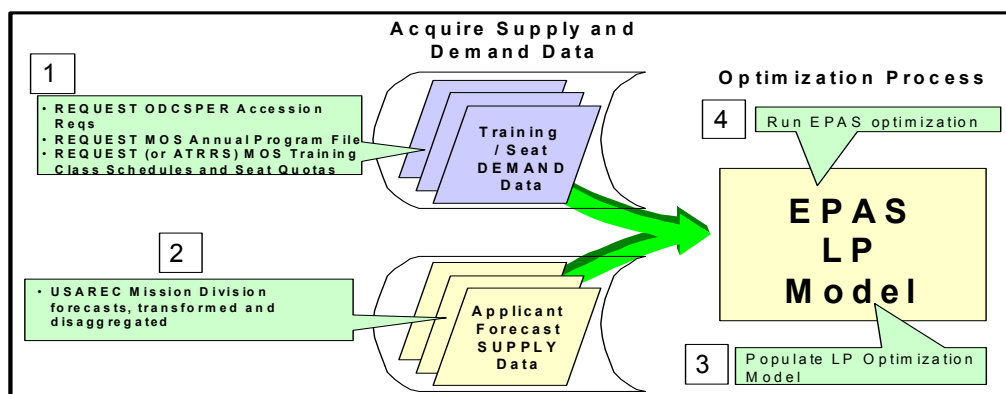 Acquire Supply and
Demand Data
1
• REQUEST ODCSPER Accession
Reqs
• REQUEST MOS Annual Program File
• REQUEST (or ATRRS) MOS Training
Class Schedules and Seat Quotas
Training
/ Seat
DEMAND
Data
2
• USAREC Mission Division
forecasts, transformed and
disaggregated
Applicant
Forecast
SUPPLY
Data
Optimization Process
4
Run EPAS optimization
EPAS
LP
Model
3
Populate LP Optimization
Model